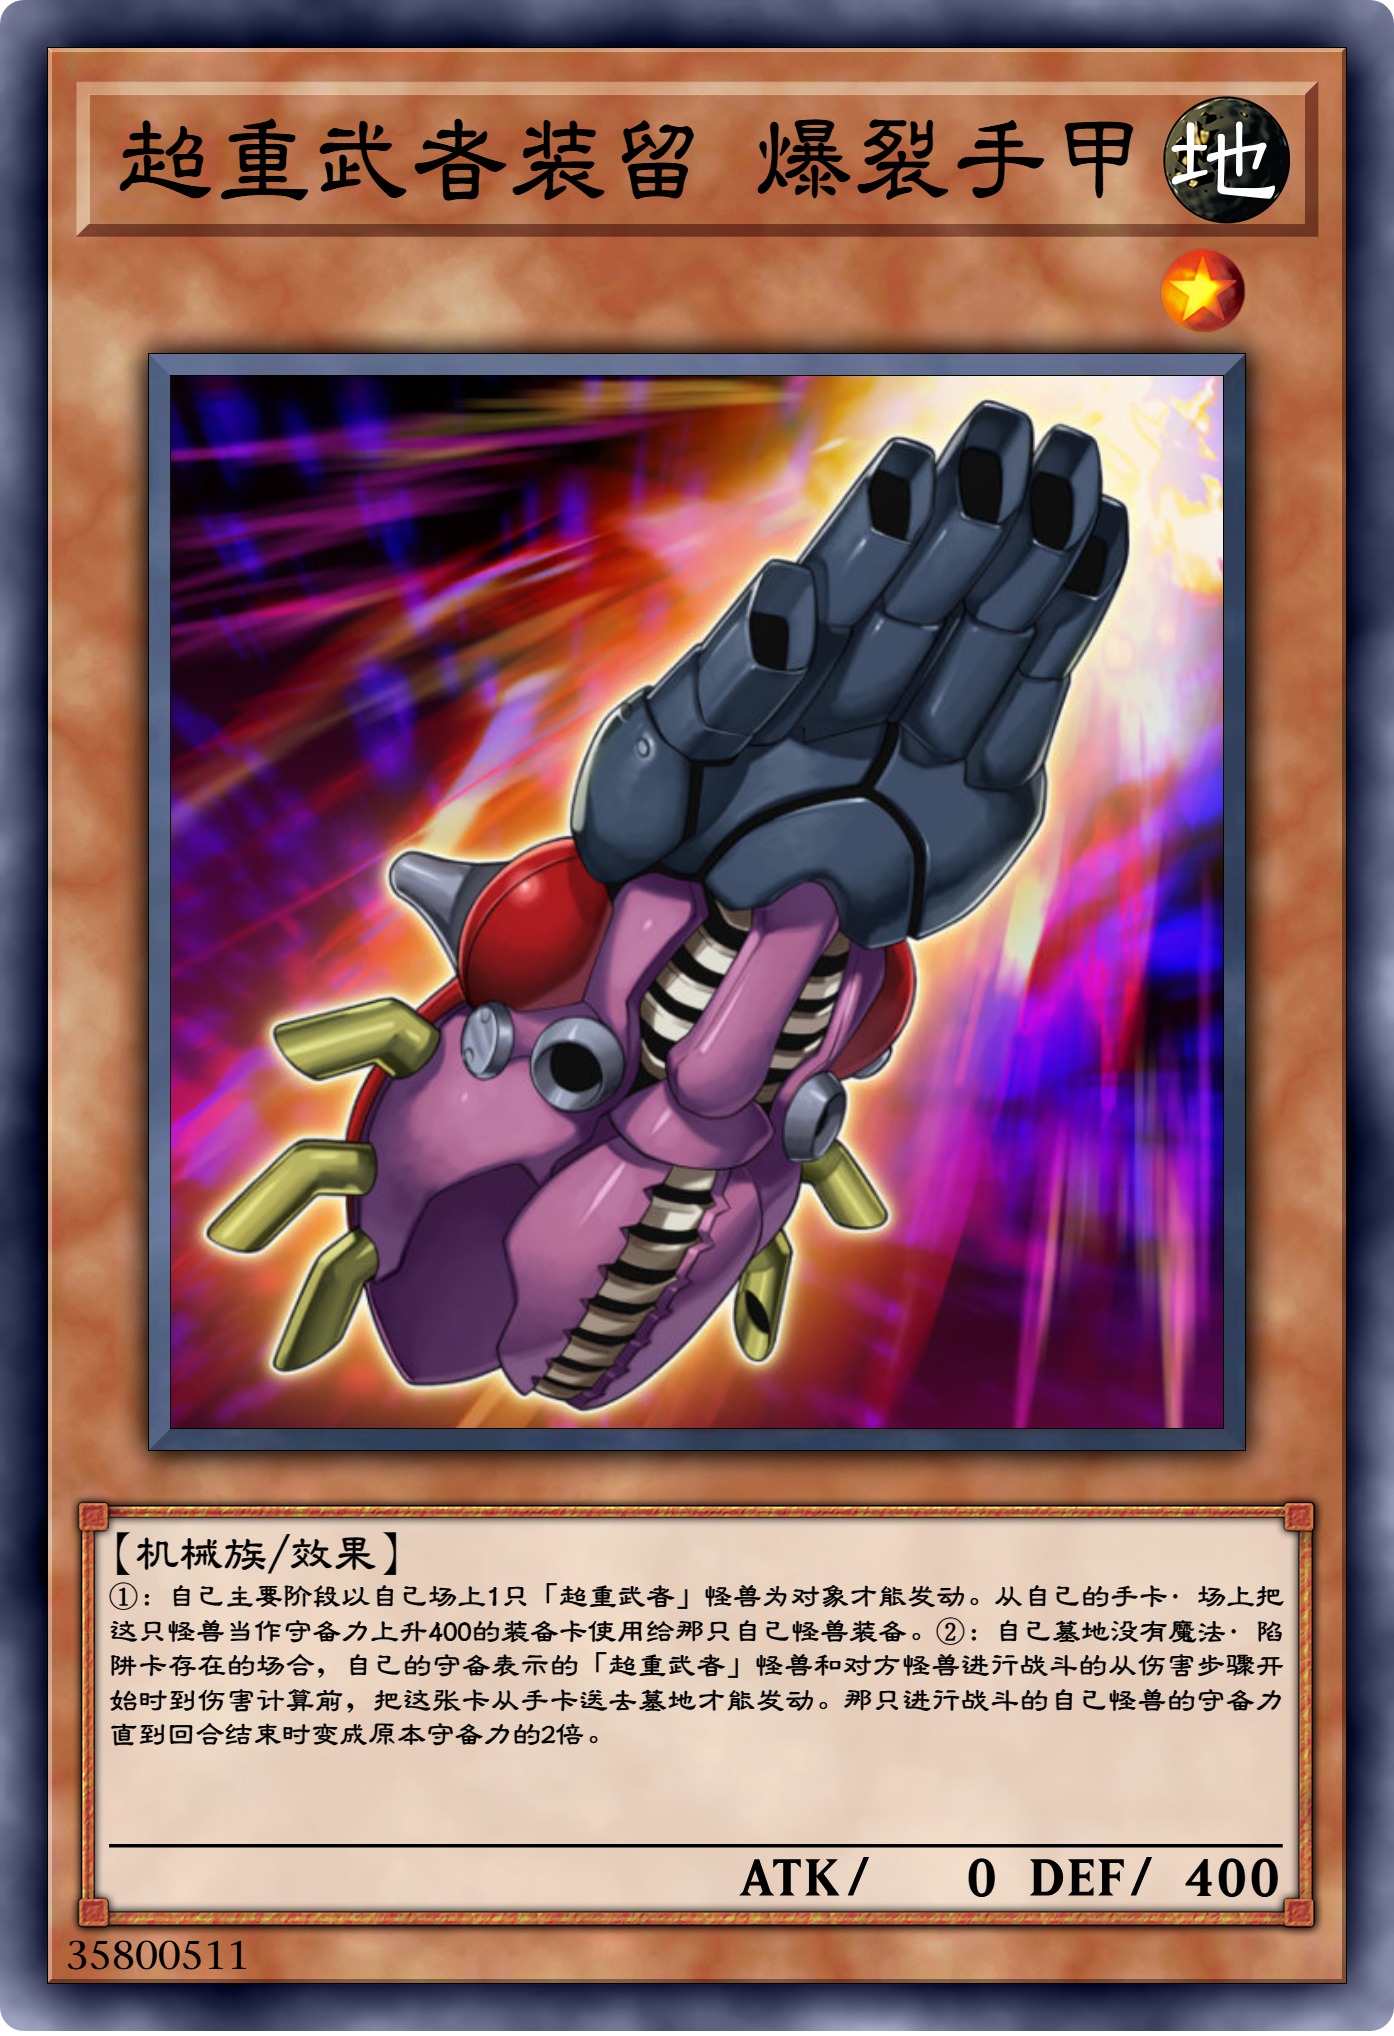 超重武者装留 爆裂手甲
地
【机械族/效果】
①：自己主要阶段以自己场上1只「超重武者」怪兽为对象才能发动。从自己的手卡·场上把
这只怪兽当作守备力上升400的装备卡使用给那只自己怪兽装备。②：自己墓地没有魔法·陷
阱卡存在的场合，自己的守备表示的「超重武者」怪兽和对方怪兽进行战斗的从伤害步骤开
始时到伤害计算前，把这张卡从手卡送去墓地才能发动。那只进行战斗的自己怪兽的守备力
直到回合结束时变成原本守备力的2倍。
ATK/ 0 DEF/ 400
35800511